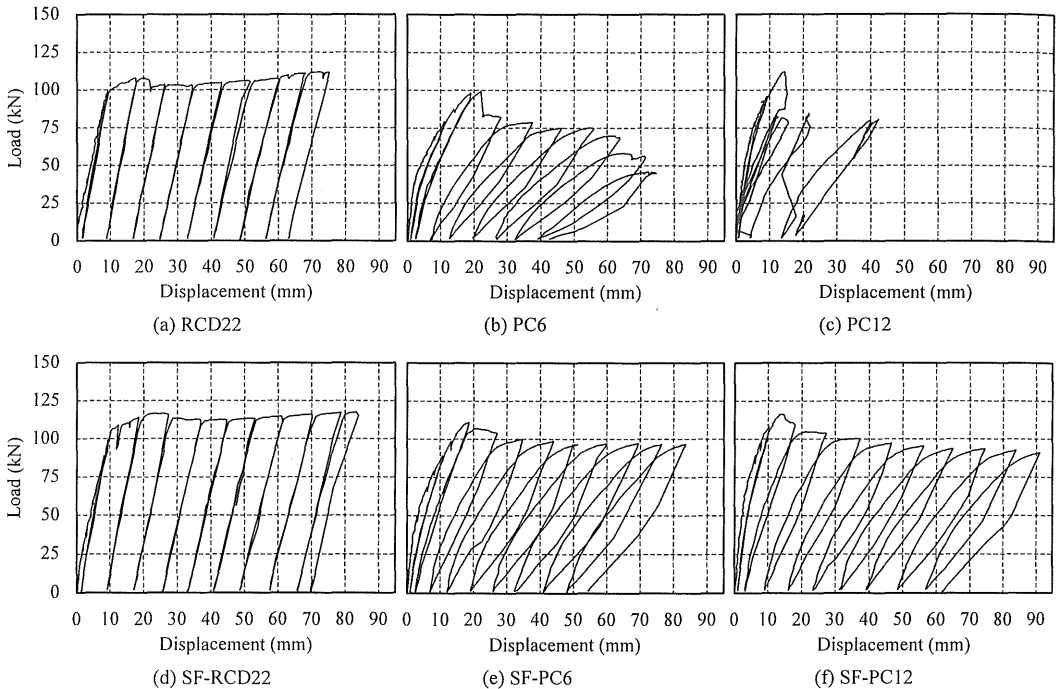 150
125
100
75
50
25
0
Load (kN)
0 10 20 30 40 50 60 70 80 90
0 10 20 30 40 50 60 70 80 90
0 10 20 30 40 50 60 70 80 90
Displacement (mm)
Displacement (mm)
Displacement (mm)
(a) RCD22
(b) PC6
(c) PC12
150
125
100
75
50
25
0
Load (kN)
0 10 20 30 40 50 60 70 80 90
0 10 20 30 40 50 60 70 80 90
0 10 20 30 40 50 60 70 80 90
Displacement (mm)
Displacement (mm)
Displacement (mm)
(d) SF-RCD22
(e) SF-PC6
(f) SF-PC12